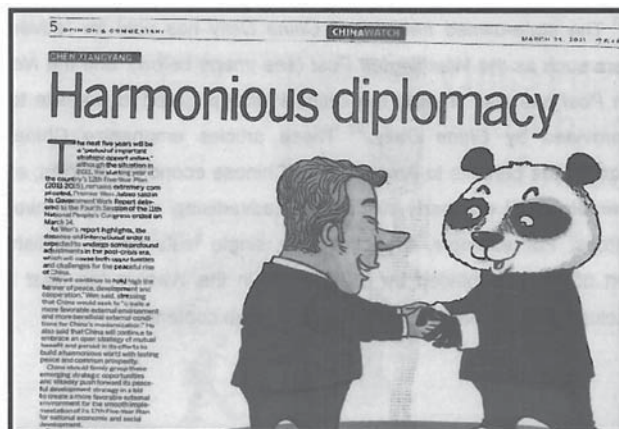 5 OPINION & COMMENTARY
CHINAWATCH
MARCH 24, 2011
CHEN XIANGYANG
Harmonious diplomacy
The next five years will be
a "period of important
strategic opportunities,"
although the situation in
2011, the starting year of
the country's 12th Five-Year Plan
(2011-2015), remains extremely com
plicated, Premier Wen Jiabao said in
his Government Work Report deliv-
ered to the Fourth Session of the 11th
National People's Congress ended on
March 14.
As Wen's report highlights, the
domestic and international order is
expected to undergo some profound
adjustments in the post-crisis era,
which will cause both opportunities
and challenges for the peaceful rise
of China.
"We will continue to hold high the
banner of peace, development and
cooperation," Wen said, stressing
that China would seek to "create a
more favorable external environment
and more beneficial external condi-
tions for China's modernization." He
also said that China will continue to
embrace an open strategy of mutual
benefit and persist in its efforts to
build a harmonious world with lasting
peace and common prosperity.
China should firmly grasp these
emerging strategic opportunities
and steadily push forward its peace-
ful development strategy in a bid
to create a more favorable external
environment for the smooth imple-
mentation of its 12th Five-Year Plan
for national economic and social
development.